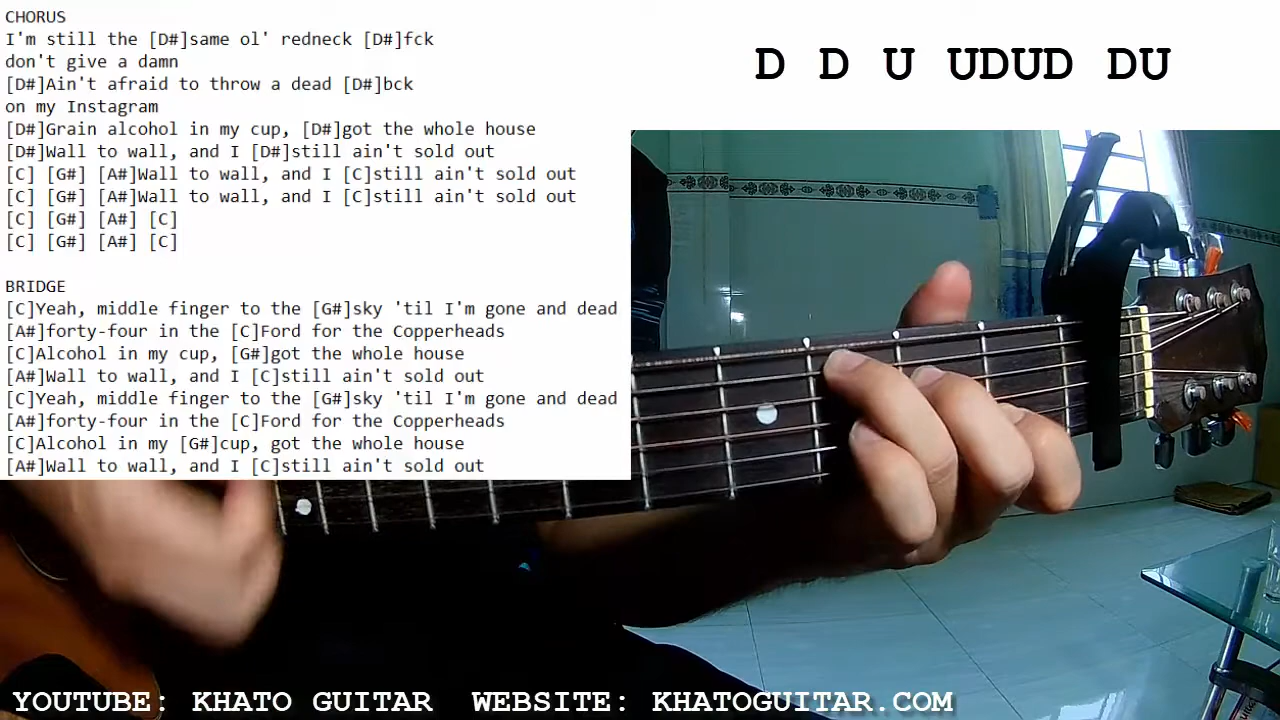 CHORUS
I'm still the [D#]same ol' redneck [D#]fck
don't give a damn
[D#]Ain't afraid to throw a dead [D#]bck
on my Instagram
[D#]Grain alcohol in my cup, [D#]got the whole house
[D#]Wall to wall, and I [D#]still ain't sold out
[C] [G#] [A#]Wall to wall, and I [C]still ain't sold out
[C] [G#] [A#]Wall to wall, and I [C]still ain't sold out
[C] [G#] [A#] [C]
[C] [G#] [A#] [C]
BRIDGE
[C]Yeah, middle finger to the [G#]sky 'til I'm gone and dead
[A#]forty-four in the [C]Ford for the Copperheads
[C]Alcohol in my cup, [G#]got the whole house
[A#]Wall to wall, and I [C]still ain't sold out
[C]Yeah, middle finger to the [G#]sky 'til I'm gone and dead
[A#]forty-four in the [C]Ford for the Copperheads
[C]Alcohol in my [G#]cup, got the whole house
[A#]Wall to wall, and I [C]still ain't sold out
D D U UDUD DU
YOUTUBE: KHATO GUITAR WEBSITE: KHATOGUITAR.COM